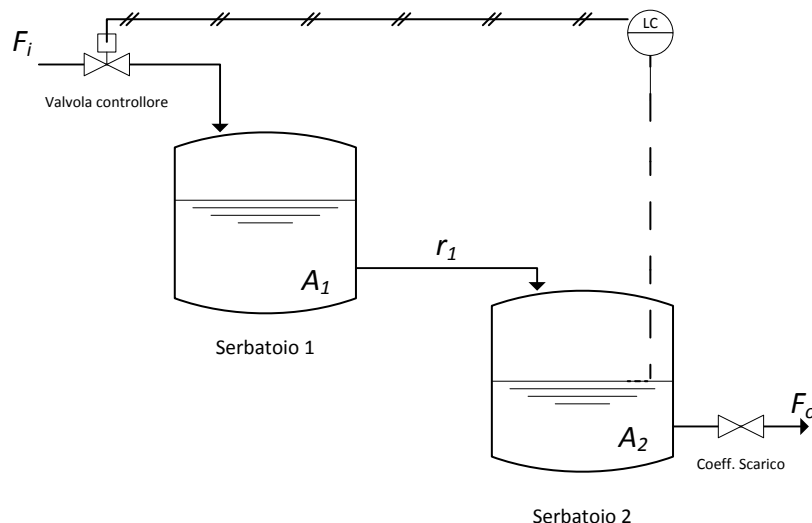 LC
F_i
Valvola controllore
r_1
A_1
Serbatoio 1
A_2
F_o
Coeff. Scarico
Serbatoio 2